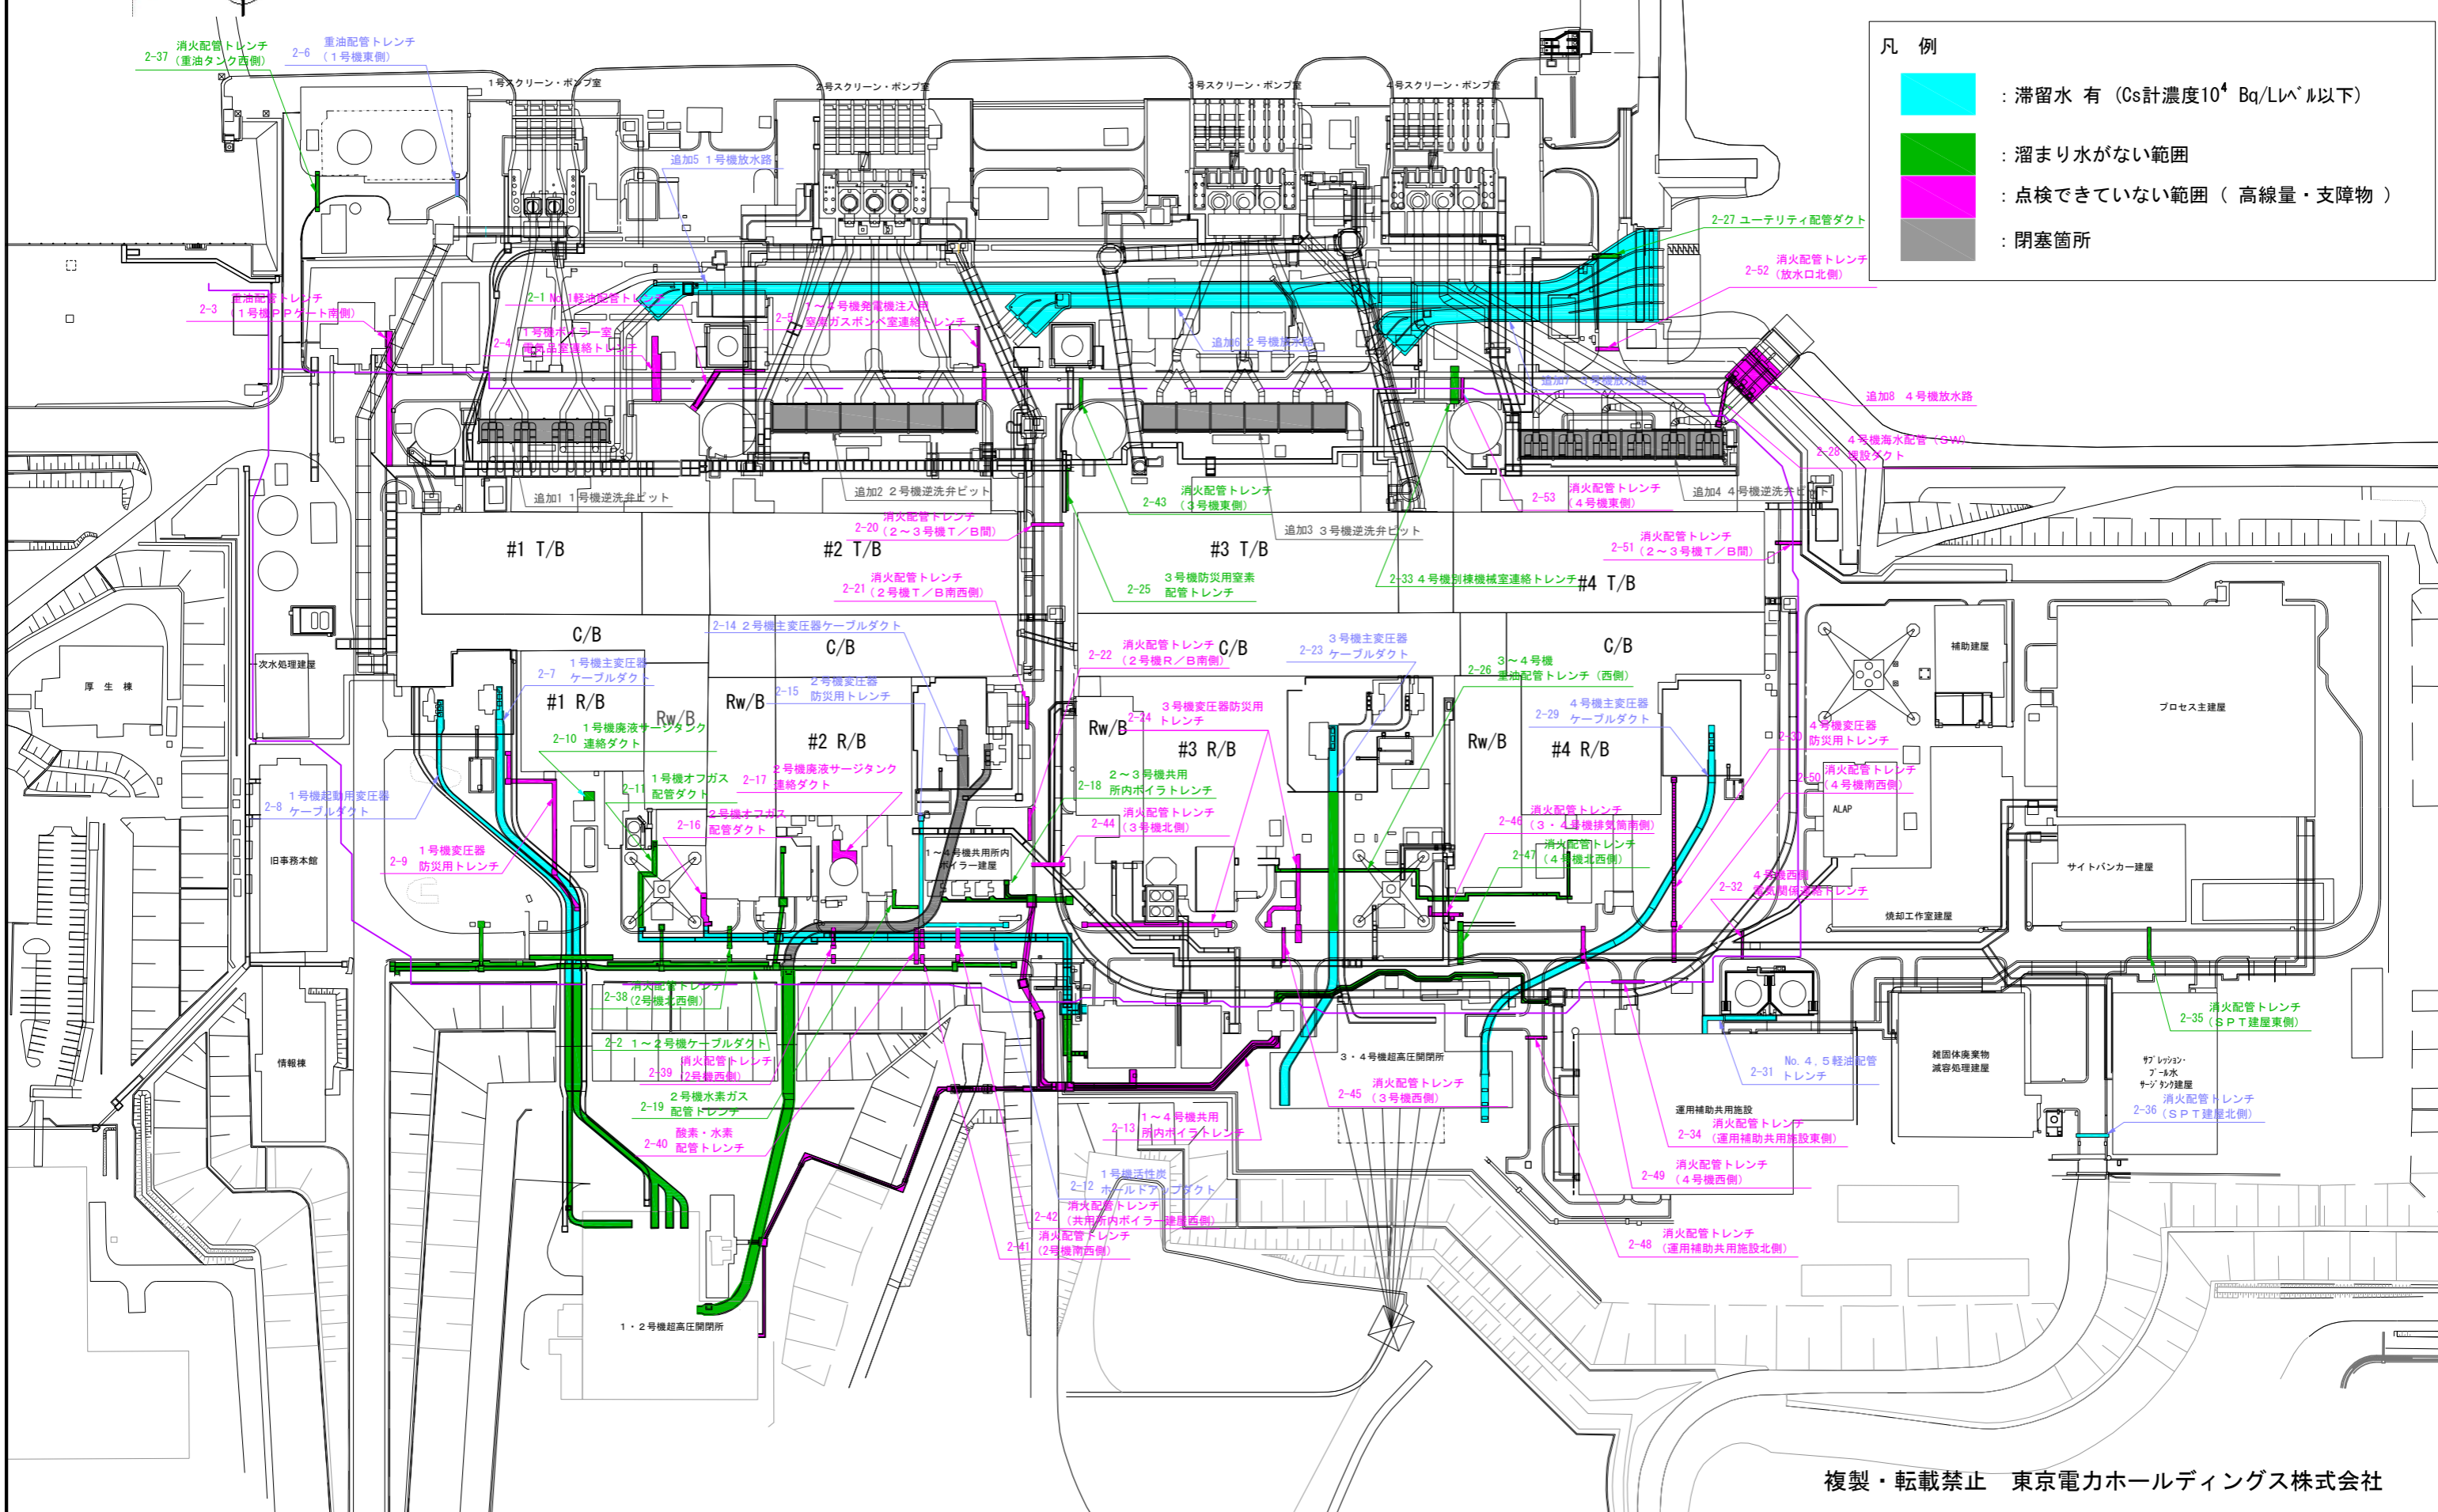 消火配管トレンチ
2-37 (重油タンク西側)
重油配管トレンチ
2-6 (1号機東側)
1号スクリーン・ポンプ室
2号スクリーン・ポンプ室
3号スクリーン・ポンプ室
4号スクリーン・ポンプ室
凡 例
：滞留水 有 (Cs計濃度10⁴ Bq/Lﾚﾍﾞﾙ以下)
：溜まり水がない範囲
：点検できていない範囲（ 高線量・支障物 ）
：閉塞箇所
追加5 1号機放水路
2-27 ユーテリティ配管ダクト
消火配管トレンチ
2-52 (放水口北側)
重油配管トレンチ
2-3 (1号機PPゲート南側)
2-1 No.1軽油配管トレンチ
1～4号機発電機注入用
2-5 窒素ガスボンベ室連絡トレンチ
1号機ボイラー室
2-4 電気品室連絡トレンチ
追加6 2号機放水路
追加7 3号機放水路
追加8 4号機放水路
4号機海水配管 (SW)
2-28 埋設ダクト
追加1 1号機逆洗弁ピット
追加2 2号機逆洗弁ピット
消火配管トレンチ
2-43 (3号機東側)
追加3 3号機逆洗弁ピット
消火配管トレンチ
2-53 (4号機東側)
追加4 4号機逆洗弁ピット
消火配管トレンチ
2-20 (2～3号機T／B間)
#1 T/B
#2 T/B
#3 T/B
#4 T/B
消火配管トレンチ
2-51 (2～3号機T／B間)
消火配管トレンチ
2-21 (2号機T／B南西側)
3号機防災用窒素
2-25 配管トレンチ
2-33 4号機別棟機械室連絡トレンチ
C/B
C/B
C/B
C/B
2-14 2号機主変圧器ケーブルダクト
消火配管トレンチ
2-22 (2号機R／B南側)
3号機主変圧器
2-23 ケーブルダクト
3～4号機
2-26 重油配管トレンチ (西側)
一次水処理建屋
厚 生 棟
補助建屋
プロセス主建屋
1号機主変圧器
2-7 ケーブルダクト
#1 R/B
Rw/B
Rw/B
2号機変圧器
2-15 防災用トレンチ
#2 R/B
Rw/B
3号機変圧器防災用
2-24 トレンチ
#3 R/B
Rw/B
#4 R/B
4号機主変圧器
2-29 ケーブルダクト
4号機変圧器
2-30 防災用トレンチ
1号機廃液サージタンク
2-10 連絡ダクト
1号機オフガス
2-11 配管ダクト
2号機廃液サージタンク
2-17 連絡ダクト
2～3号機共用
2-18 所内ボイラトレンチ
消火配管トレンチ
2-50 (4号機南西側)
1号機起動用変圧器
2-8 ケーブルダクト
2号機オフガス
2-16 配管ダクト
消火配管トレンチ
2-44 (3号機北側)
消火配管トレンチ
2-46 (3・4号機排気筒南側)
ALAP
1号機変圧器
2-9 防災用トレンチ
旧事務本館
1～4号機共用所内
ボイラー建屋
消火配管トレンチ
2-47 (4号機北西側)
4号機西側
2-32 電気関係連絡トレンチ
サイトバンカー建屋
焼却工作室建屋
消火配管トレンチ
2-38 (2号機北西側)
消火配管トレンチ
2-35 (SPT建屋東側)
2-2 1～2号機ケーブルダクト
情報棟
消火配管トレンチ
2-39 (2号機西側)
3・4号機超高圧開閉所
No.4,5軽油配管
2-31 トレンチ
雑固体廃棄物
減容処理建屋
ｻﾌﾟﾚｯｼｮﾝ･
ﾌﾟｰﾙ水
ｻｰｼﾞﾀﾝｸ建屋
2号機水素ガス
2-19 配管トレンチ
消火配管トレンチ
2-45 (3号機西側)
消火配管トレンチ
2-36 (SPT建屋北側)
酸素・水素
2-40 配管トレンチ
1～4号機共用
2-13 所内ボイラトレンチ
運用補助共用施設
消火配管トレンチ
2-34 (運用補助共用施設東側)
1号機活性炭
2-12 ホールドアップダクト
消火配管トレンチ
2-49 (4号機西側)
消火配管トレンチ
2-42 (共用所内ボイラー建屋西側)
消火配管トレンチ
2-41 (2号機南西側)
消火配管トレンチ
2-48 (運用補助共用施設北側)
1・2号機超高圧開閉所
複製・転載禁止 東京電力ホールディングス株式会社